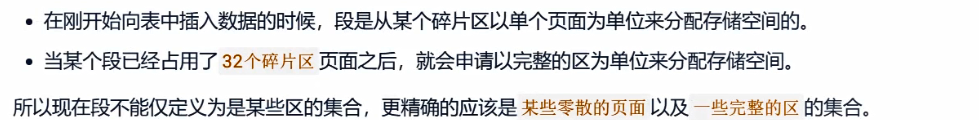 • 在刚开始向表中插入数据的时候，段是从某个碎片区以单个页面为单位来分配存储空间的。
• 当某个段已经占用了 32个碎片区 页面之后，就会申请以完整的区为单位来分配存储空间。
所以现在段不能仅定义为是某些区的集合，更精确的应该是 某些零散的页面 以及 一些完整的区 的集合。